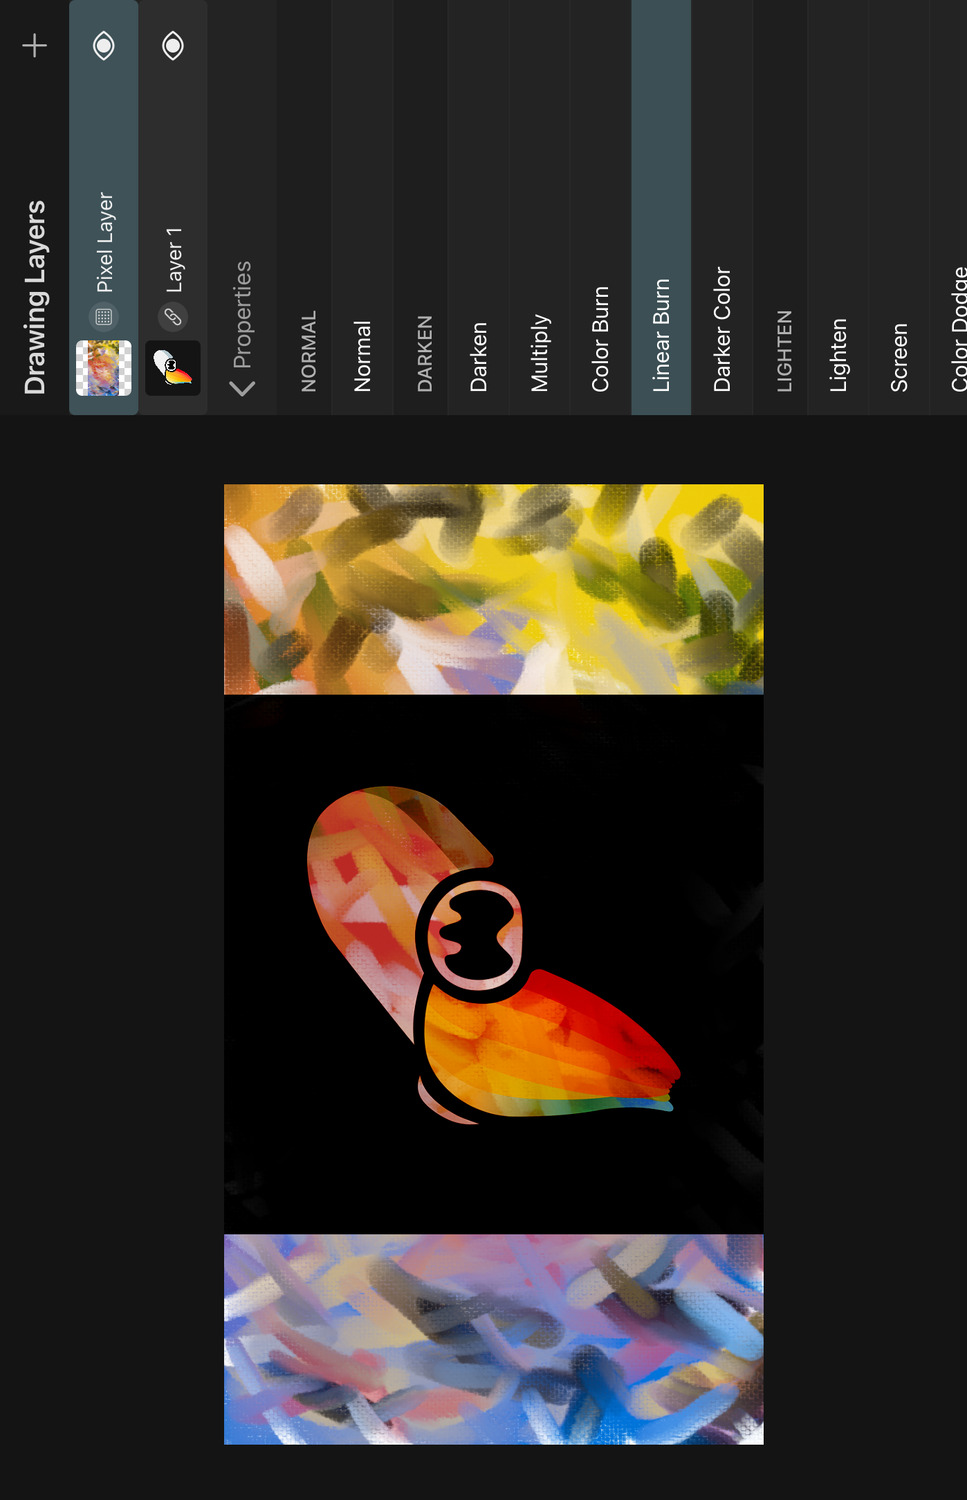 Drawing Layers
Pixel Layer
Layer 1
Properties
NORMAL
Normal
DARKEN
Darken
Multiply
Color Burn
Linear Burn
Darker Color
LIGHTEN
Lighten
Screen
Color Dodge